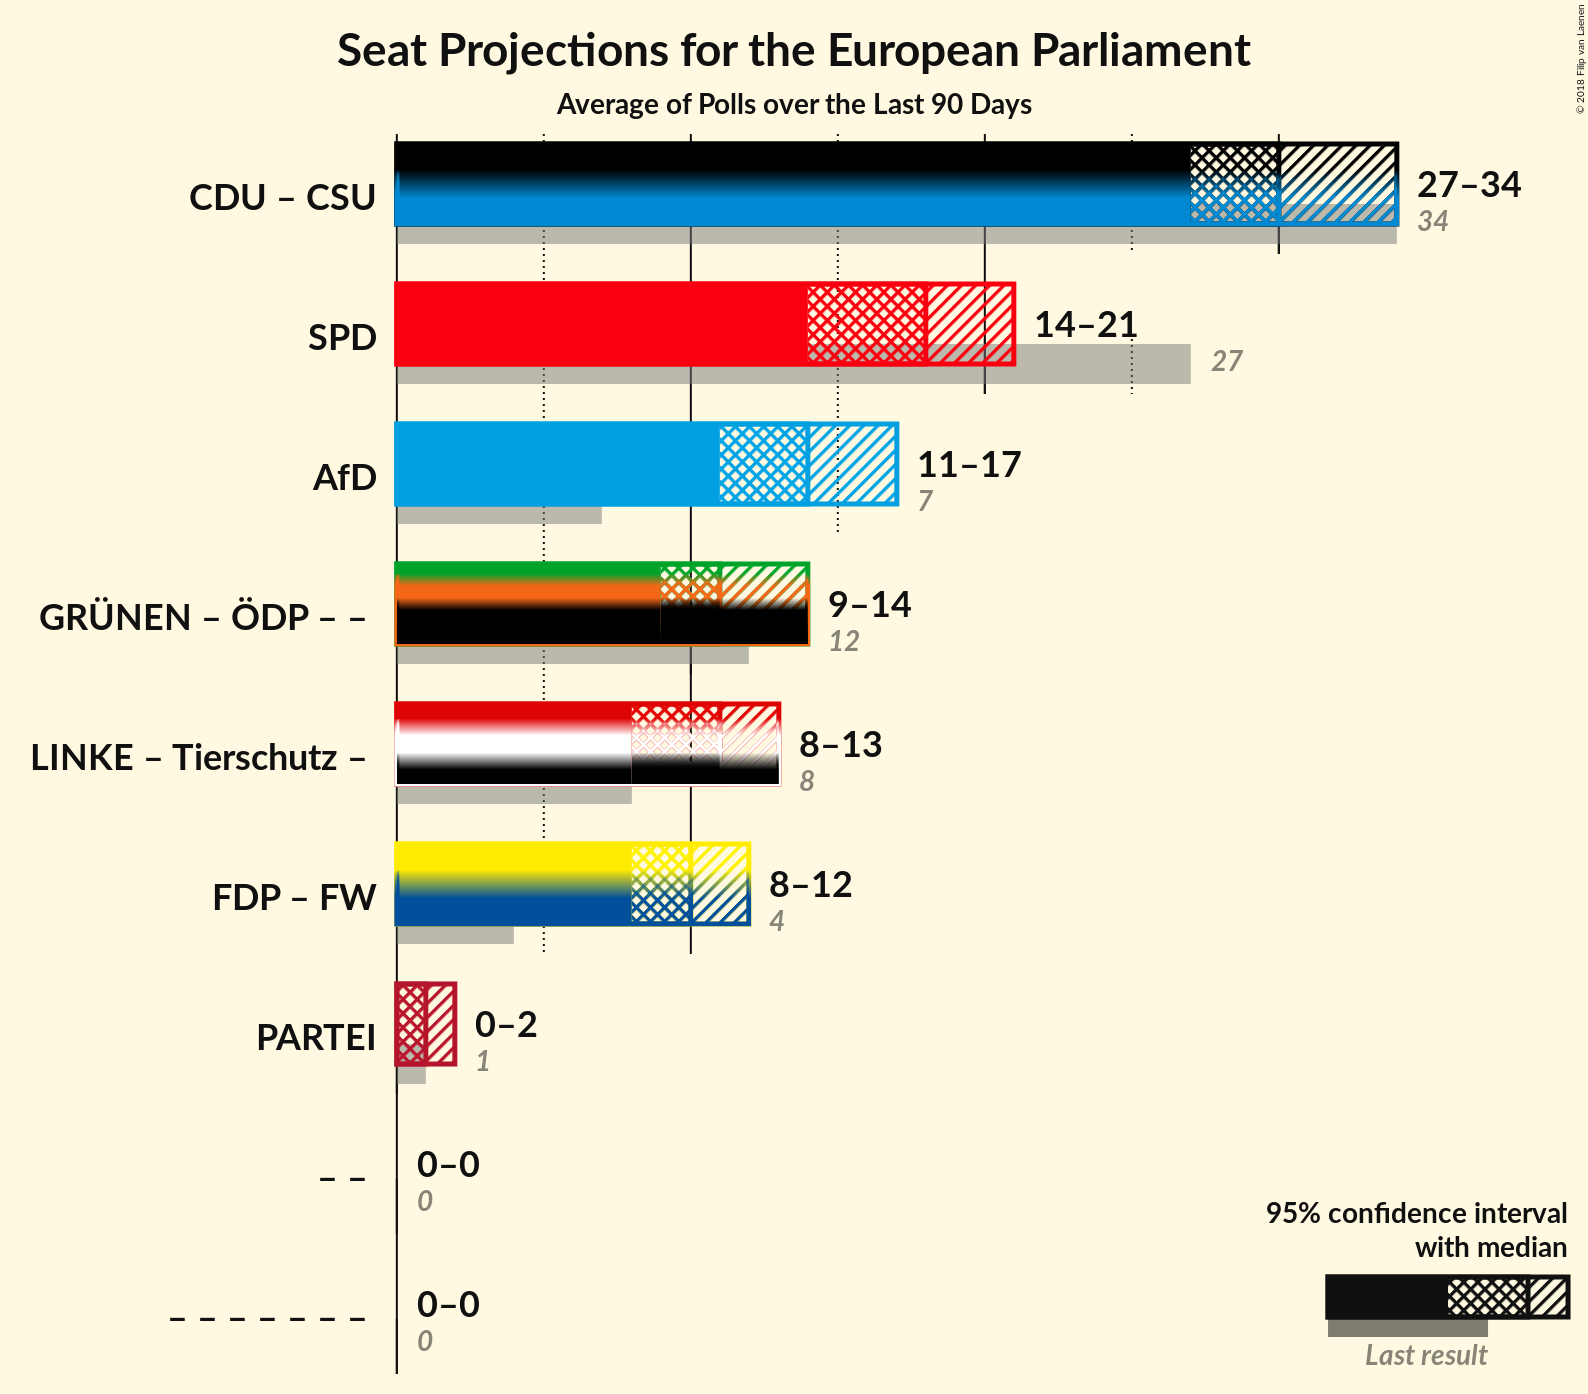 Seat Projections for the European Parliament
Average of Polls over the Last 90 Days
© 2018 Filip van Laenen
CDU – CSU
27–34
34
SPD
14–21
27
AfD
11–17
7
GRÜNEN – ÖDP – –
9–14
12
LINKE – Tierschutz –
8–13
8
FDP – FW
8–12
4
PARTEI
0–2
1
– –
0–0
0
– – – – – – –
0–0
0
95% confidence interval
with median
Last result